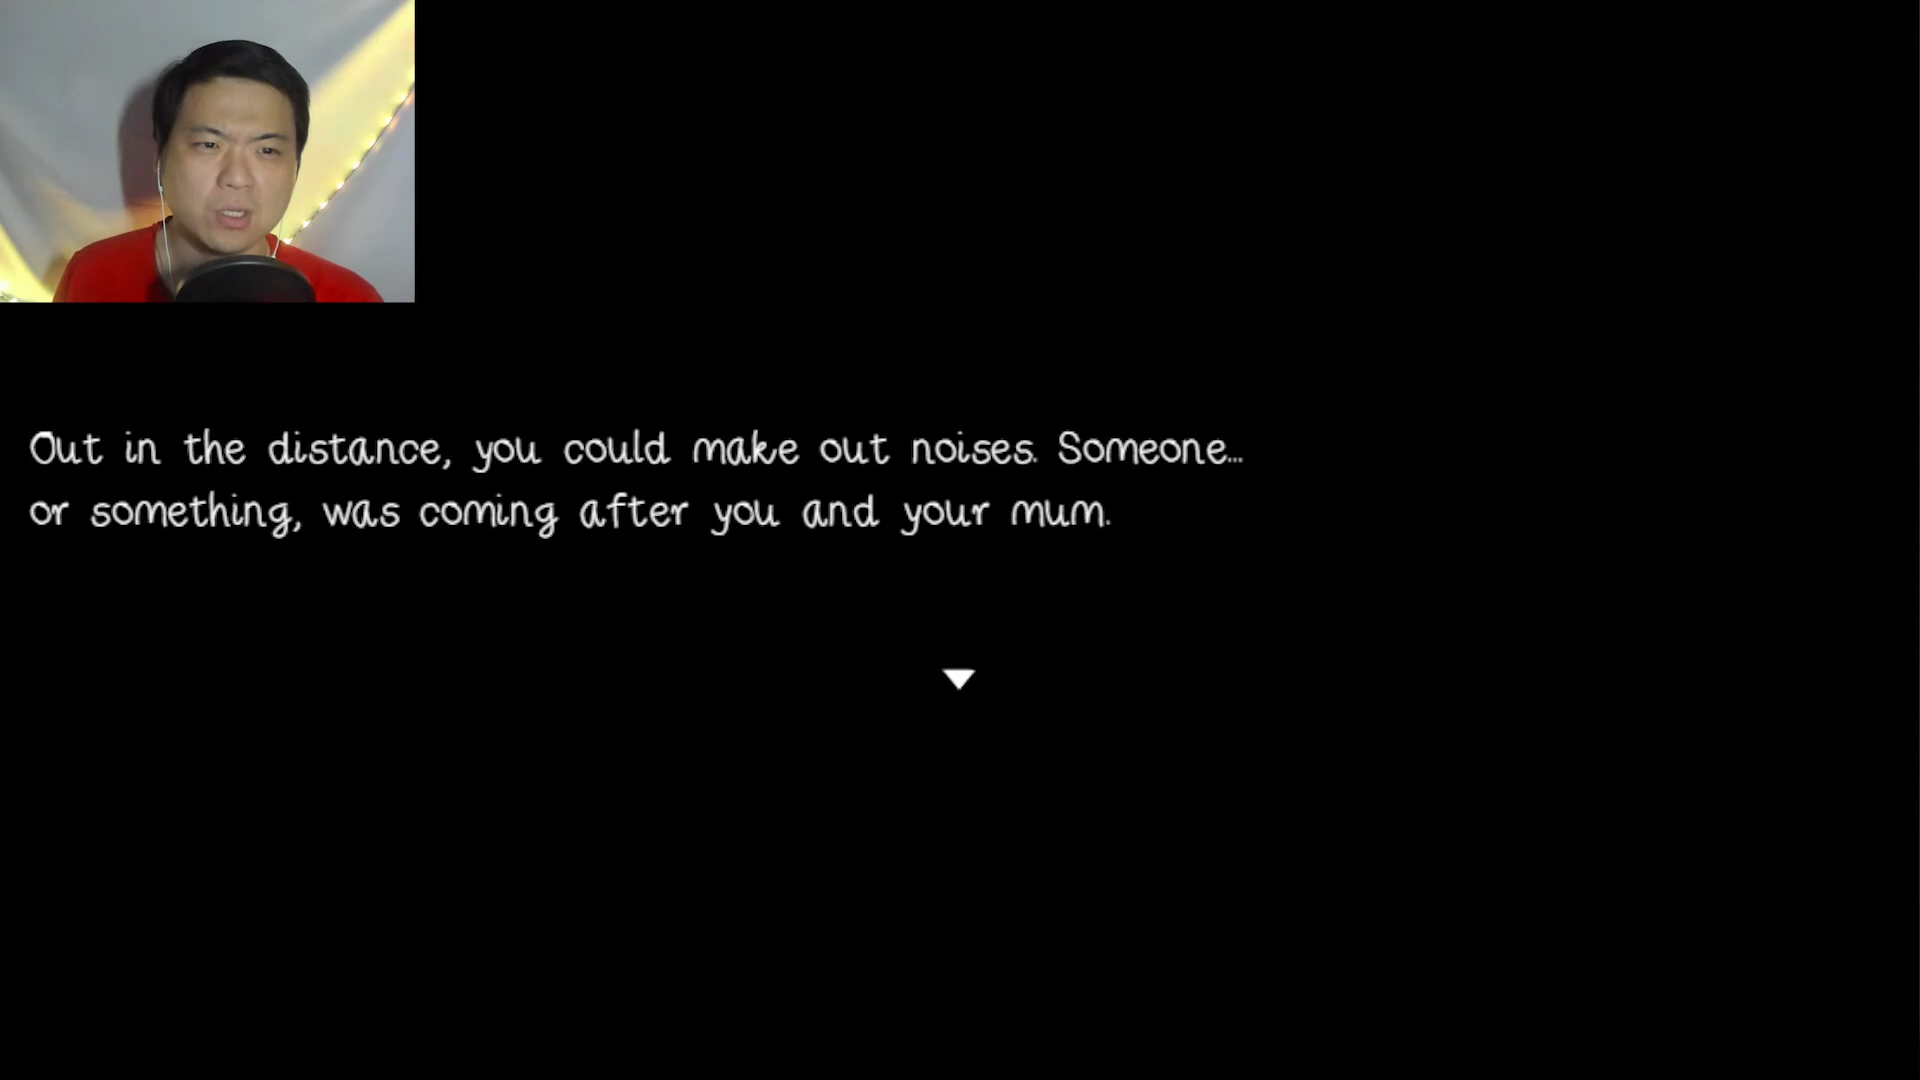 Out in the distance, you could make out noises. Someone...
or something, was coming after you and your mum.